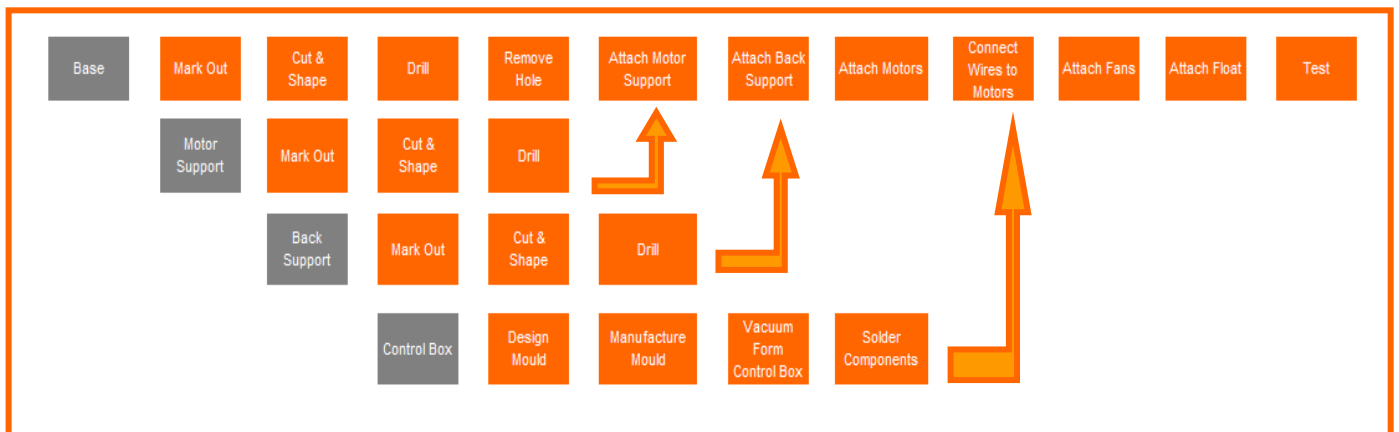 Base
Mark Out
Cut &
Shape
Drill
Remove
Hole
Attach Motor
Support
Attach Back
Support
Attach Motors
Connect
Wires to
Motors
Attach Fans
Attach Float
Test
Motor
Support
Mark Out
Cut &
Shape
Drill
Back
Support
Mark Out
Cut &
Shape
Drill
Control Box
Design
Mould
Manufacture
Mould
Vacuum
Form
Control Box
Solder
Components